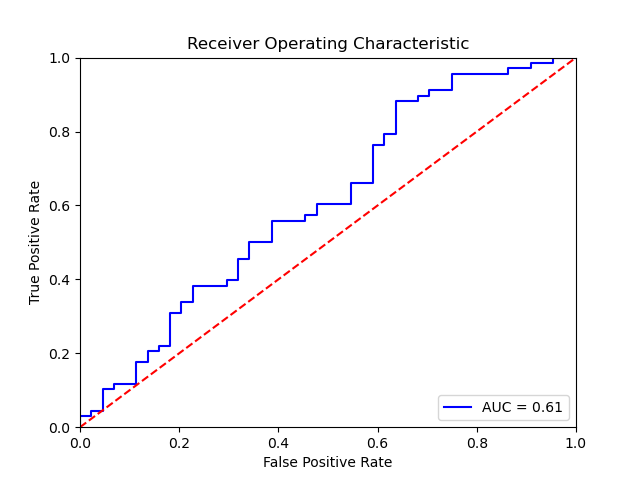 Receiver Operating Characteristic
True Positive Rate
1.0
0.8
0.6
0.4
0.2
0.0
AUC = 0.61
0.0 0.2 0.4 0.6 0.8 1.0
False Positive Rate